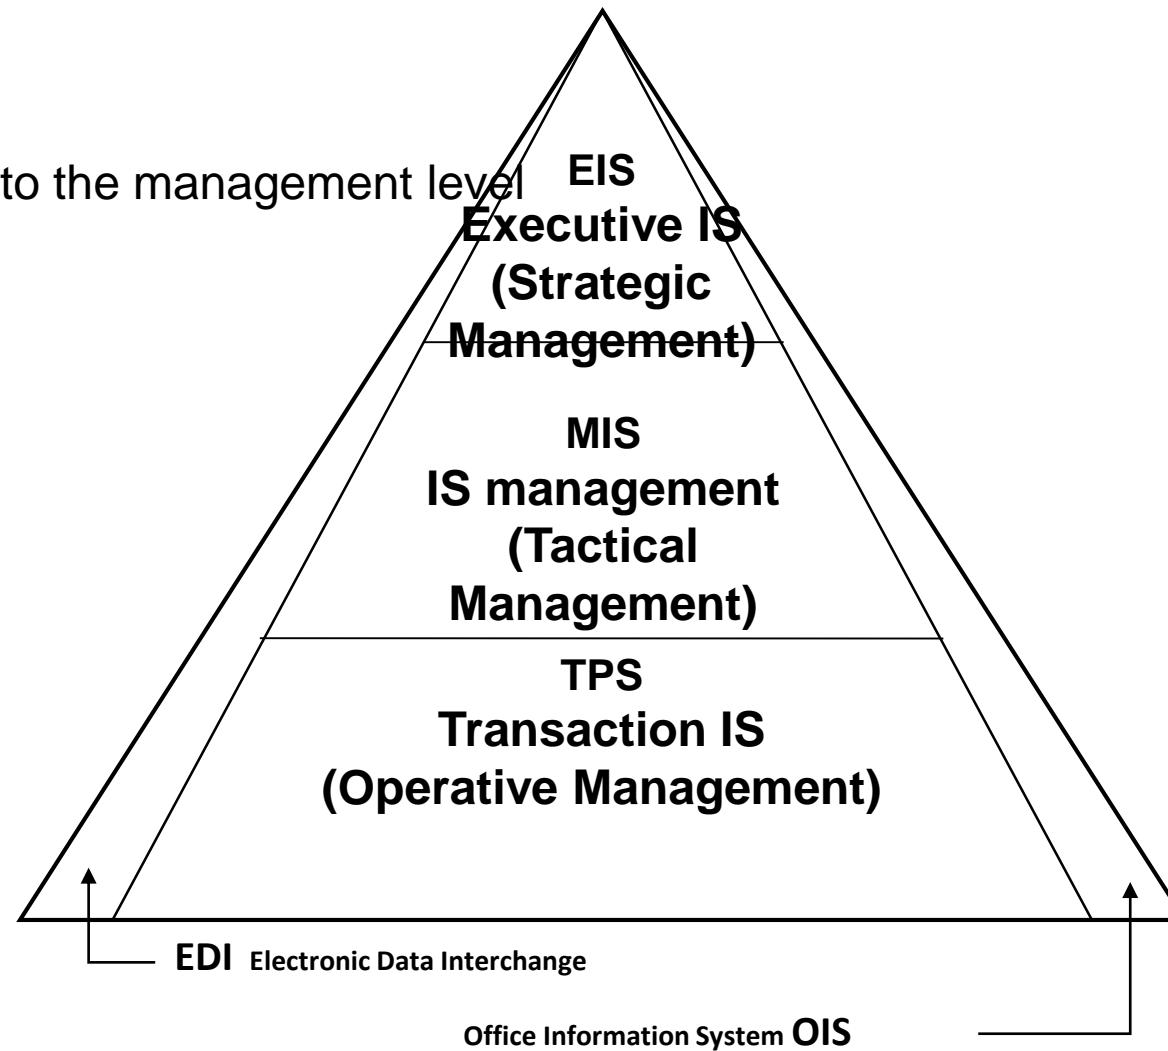 to the management level
EIS
Executive IS
(Strategic
Management)
MIS
IS management
(Tactical
Management)
TPS
Transaction IS
(Operative Management)
EDI Electronic Data Interchange
Office Information System OIS